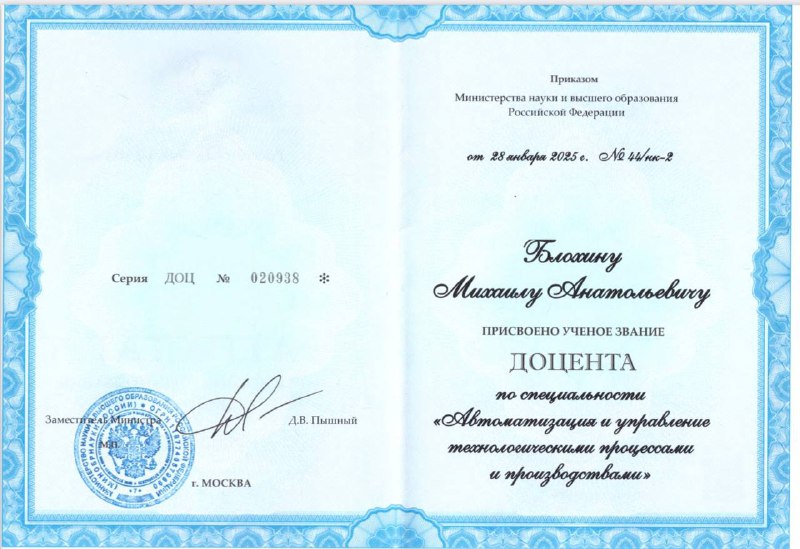 Серия ДОЦ № 020938 *
Заместитель Министра Д.В. Пышный
М.П.
г. МОСКВА
Приказом
Министерства науки и высшего образования
Российской Федерации
от 28 января 2025 г. № 44/нк-2
Блохину
Михаилу Анатольевичу
ПРИСВОЕНО УЧЕНОЕ ЗВАНИЕ
ДОЦЕНТА
по специальности
«Автоматизация и управление
технологическими процессами
и производствами»